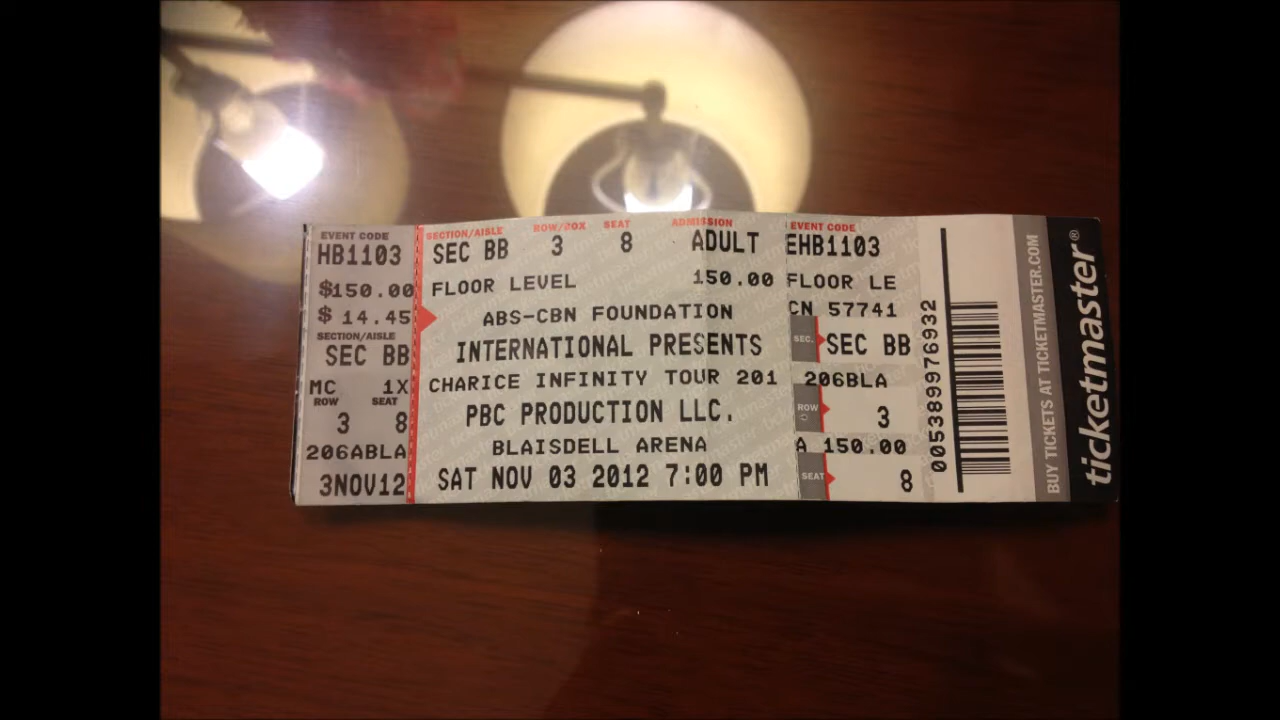 EVENT CODE
HB1103
$150.00
$ 14.45
SECTION/AISLE
SEC BB
MC 1X
ROW SEAT
3 8
206ABLA
3NOV12
SECTION/AISLE ROW/BOX SEAT ADMISSION
SEC BB 3 8 ADULT
FLOOR LEVEL 150.00
ABS-CBN FOUNDATION
INTERNATIONAL PRESENTS
CHARICE INFINITY TOUR 201
PBC PRODUCTION LLC.
BLAISDELL ARENA
SAT NOV 03 2012 7:00 PM
EVENT CODE
EHB1103
FLOOR LE
CN 57741
SEC. SEC BB
206BLA
ROW 3
A 150.00
SEAT 8
005389976932
BUY TICKETS AT TICKETMASTER.COM
ticketmaster®